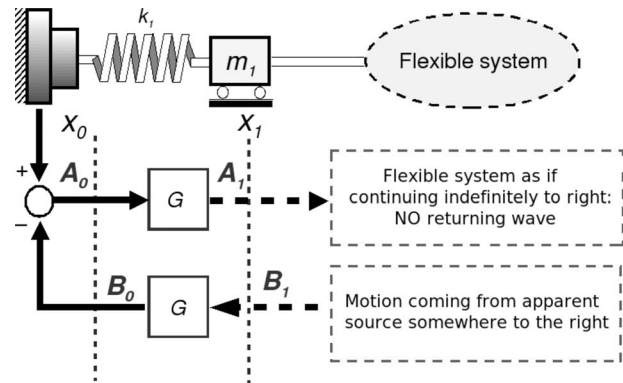 k₁
m₁
Flexible system
X₀
X₁
+
A₀
G
A₁
Flexible system as if
continuing indefinitely to right:
NO returning wave
−
B₀
G
B₁
Motion coming from apparent
source somewhere to the right